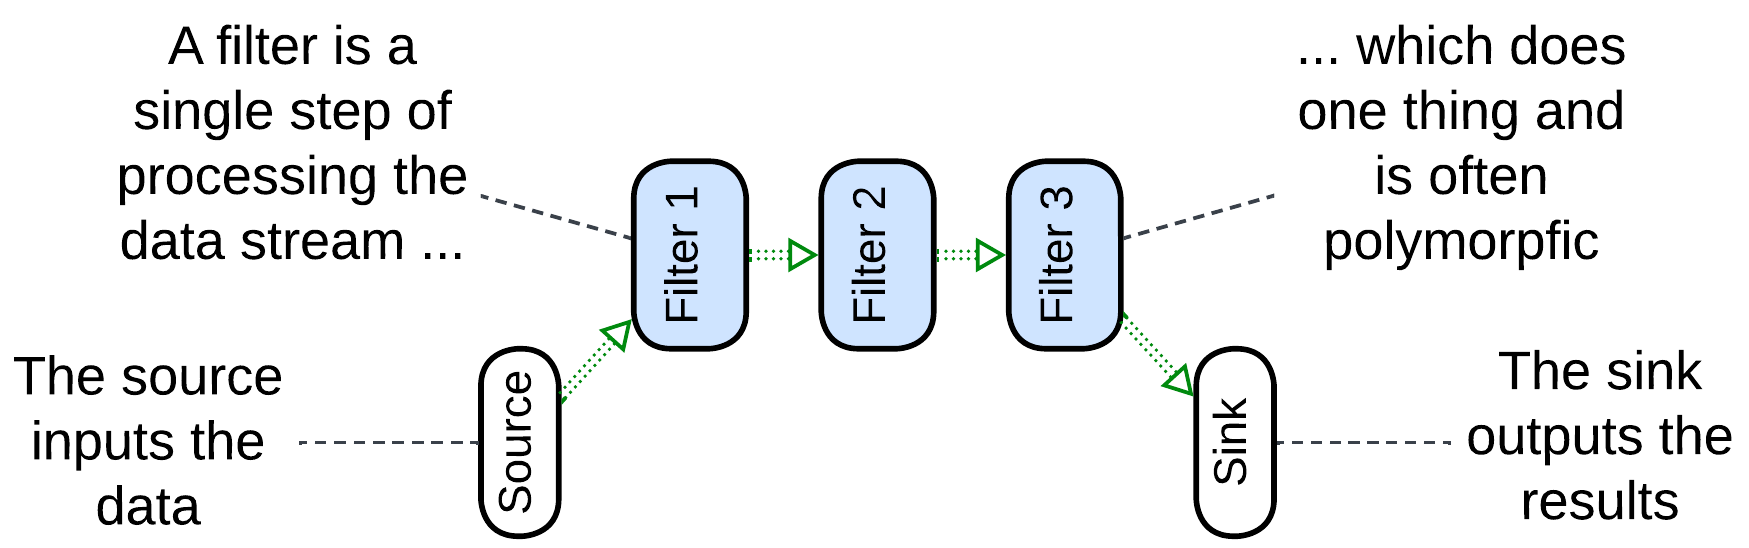 A filter is a
single step of
processing the
data stream ...
... which does
one thing and
is often
polymorpfic
Filter 1
Filter 2
Filter 3
The source
inputs the
data
Source
Sink
The sink
outputs the
results